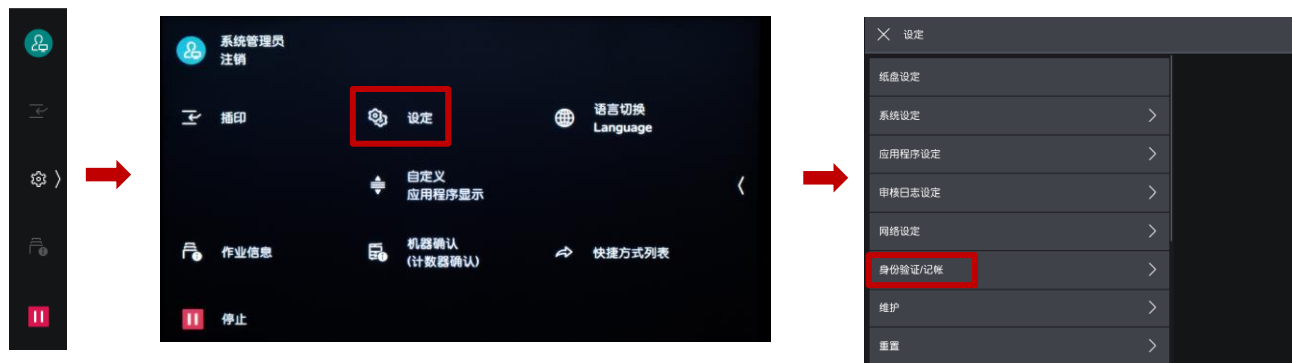 系统管理员
注销
插印
设定
语言切换
Language
自定义
应用程序显示
作业信息
机器确认
(计数器确认)
快捷方式列表
停止
设定
纸盘设定
系统设定
应用程序设定
审核日志设定
网络设定
身份验证/记帐
维护
重置